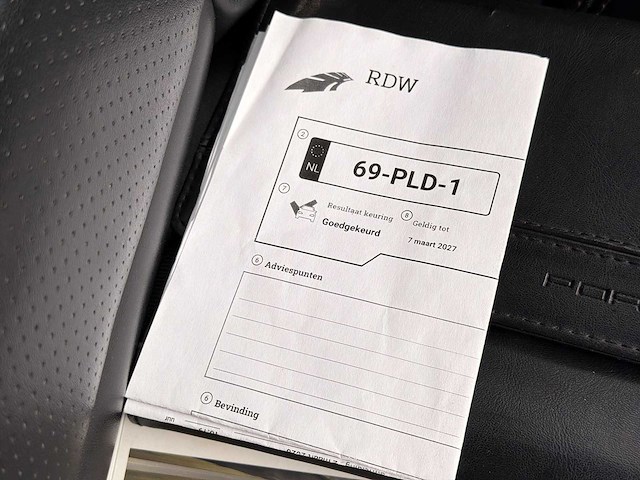 RDW
2
NL
69-PLD-1
7
Resultaat keuring
Goedgekeurd
8
Geldig tot
7 maart 2027
6 Adviespunten
6 Bevinding
POR